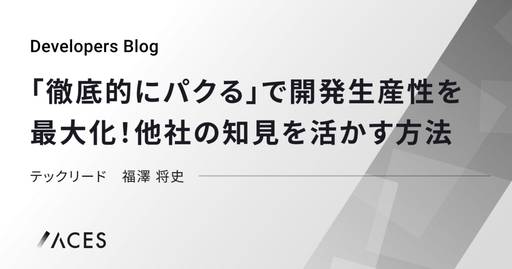 Developers Blog
「徹底的にパクる」で開発生産性を
最大化！他社の知見を活かす方法
テックリード　福澤 将史
ACES